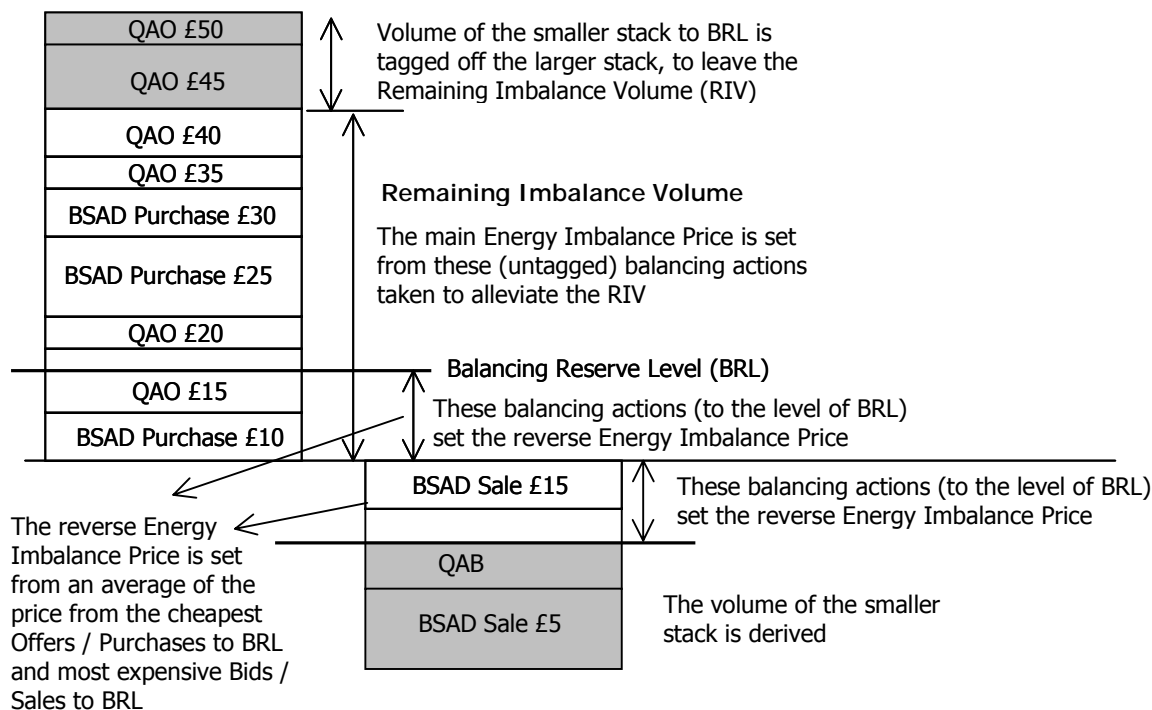 QAO £50
QAO £45
QAO £40
QAO £35
BSAD Purchase £30
BSAD Purchase £25
QAO £20
QAO £15
BSAD Purchase £10
Volume of the smaller stack to BRL is
tagged off the larger stack, to leave the
Remaining Imbalance Volume (RIV)
Remaining Imbalance Volume
The main Energy Imbalance Price is set
from these (untagged) balancing actions
taken to alleviate the RIV
Balancing Reserve Level (BRL)
These balancing actions (to the level of BRL)
set the reverse Energy Imbalance Price
BSAD Sale £15
QAB
BSAD Sale £5
These balancing actions (to the level of BRL)
set the reverse Energy Imbalance Price
The volume of the smaller
stack is derived
The reverse Energy
Imbalance Price is set
from an average of the
price from the cheapest
Offers / Purchases to BRL
and most expensive Bids /
Sales to BRL